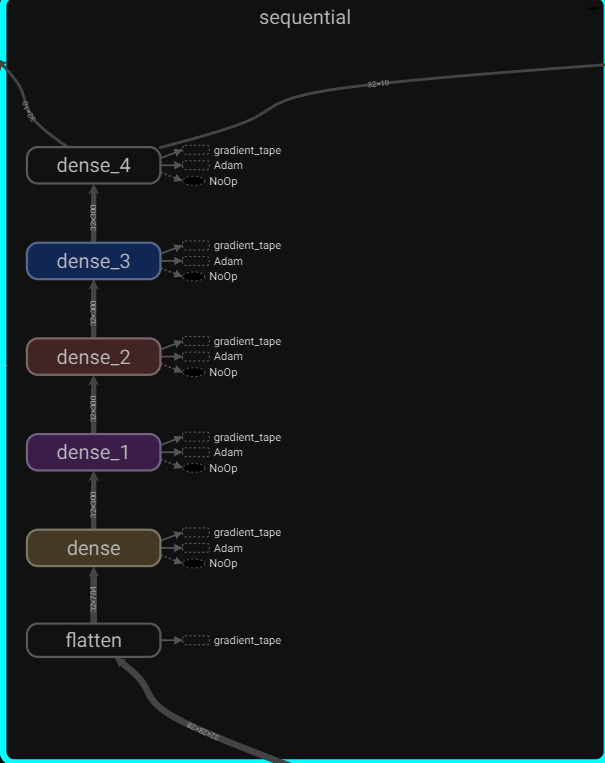 sequential
32×10
32×10
dense_4
gradient_tape
Adam
NoOp
32×300
dense_3
gradient_tape
Adam
NoOp
32×300
dense_2
gradient_tape
Adam
NoOp
32×300
dense_1
gradient_tape
Adam
NoOp
32×300
dense
gradient_tape
Adam
NoOp
32×784
flatten
gradient_tape
32×28×28